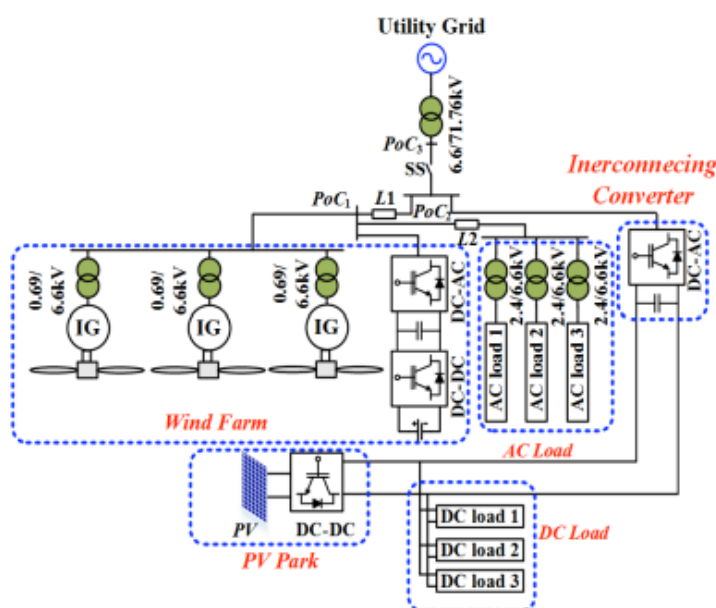 Utility Grid
6.6/71.76kV
PoC3
SS
Inerconnecing
Converter
PoC1
L1
PoC2
L2
DC-AC
0.69/
6.6kV
0.69/
6.6kV
0.69/
6.6kV
IG
IG
IG
DC-AC
DC-DC
2.4/6.6kV
2.4/6.6kV
2.4/6.6kV
AC load 1
AC load 2
AC load 3
Wind Farm
AC Load
PV
DC-DC
PV Park
DC load 1
DC load 2
DC load 3
DC Load